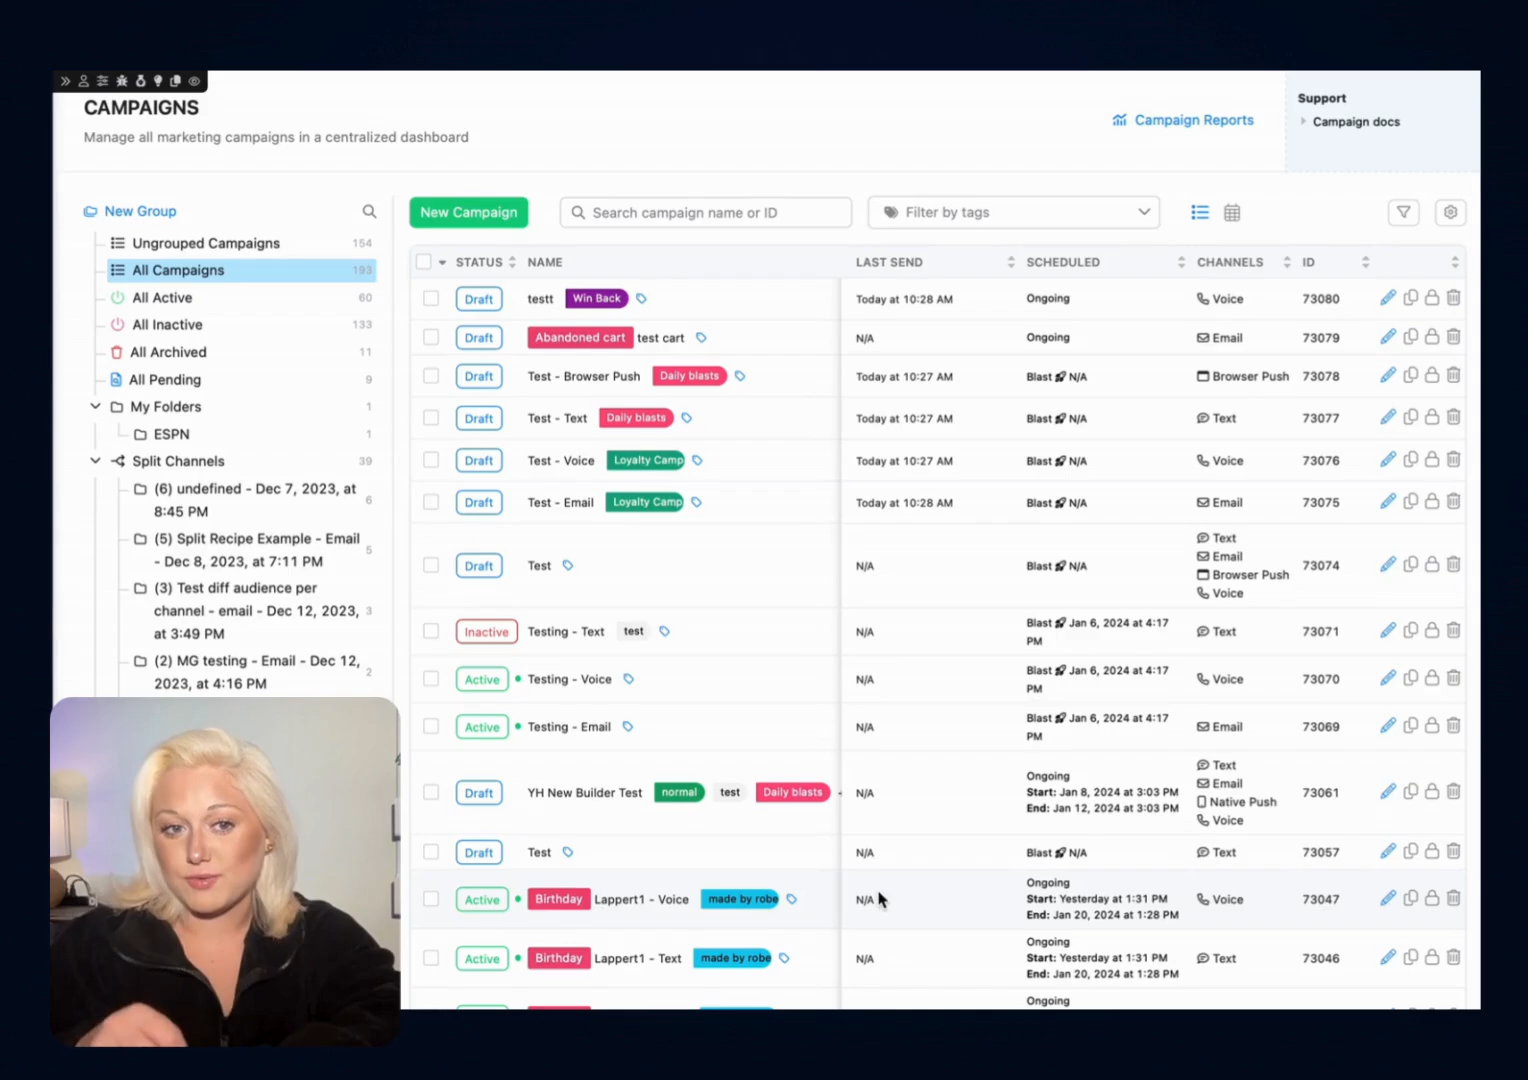 CAMPAIGNS
Manage all marketing campaigns in a centralized dashboard
Campaign Reports
Support
Campaign docs
New Group
Ungrouped Campaigns 154
All Campaigns 193
All Active 60
All Inactive 133
All Archived 11
All Pending 9
My Folders 1
ESPN 1
Split Channels 39
(6) undefined - Dec 7, 2023, at
8:45 PM
6
(5) Split Recipe Example - Email
- Dec 8, 2023, at 7:11 PM
5
(3) Test diff audience per
channel - email - Dec 12, 2023,
at 3:49 PM
3
(2) MG testing - Email - Dec 12,
2023, at 4:16 PM
2
New Campaign
Search campaign name or ID
Filter by tags
STATUS NAME LAST SEND SCHEDULED CHANNELS ID
Draft testt Win Back Today at 10:28 AM Ongoing Voice 73080
Draft Abandoned cart test cart N/A Ongoing Email 73079
Draft Test - Browser Push Daily blasts Today at 10:27 AM Blast N/A Browser Push 73078
Draft Test - Text Daily blasts Today at 10:27 AM Blast N/A Text 73077
Draft Test - Voice Loyalty Camp Today at 10:27 AM Blast N/A Voice 73076
Draft Test - Email Loyalty Camp Today at 10:28 AM Blast N/A Email 73075
Draft Test N/A Blast N/A
Text
Email
Browser Push
Voice
73074
Inactive Testing - Text test N/A
Blast Jan 6, 2024 at 4:17
PM
Text 73071
Active Testing - Voice N/A
Blast Jan 6, 2024 at 4:17
PM
Voice 73070
Active Testing - Email N/A
Blast Jan 6, 2024 at 4:17
PM
Email 73069
Draft YH New Builder Test normal test Daily blasts N/A
Ongoing
Start: Jan 8, 2024 at 3:03 PM
End: Jan 12, 2024 at 3:03 PM
Text
Email
Native Push
Voice
73061
Draft Test N/A Blast N/A Text 73057
Active Birthday Lappert1 - Voice made by robe N/A
Ongoing
Start: Yesterday at 1:31 PM
End: Jan 20, 2024 at 1:28 PM
Voice 73047
Active Birthday Lappert1 - Text made by robe N/A
Ongoing
Start: Yesterday at 1:31 PM
End: Jan 20, 2024 at 1:28 PM
Text 73046
Ongoing